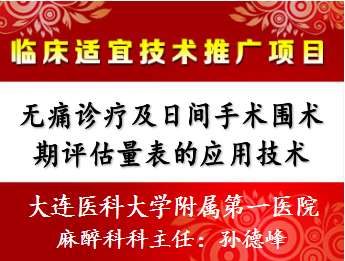 临床适宜技术推广项目
无痛诊疗及日间手术围术
期评估量表的应用技术
大连医科大学附属第一医院
麻醉科科主任：孙德峰